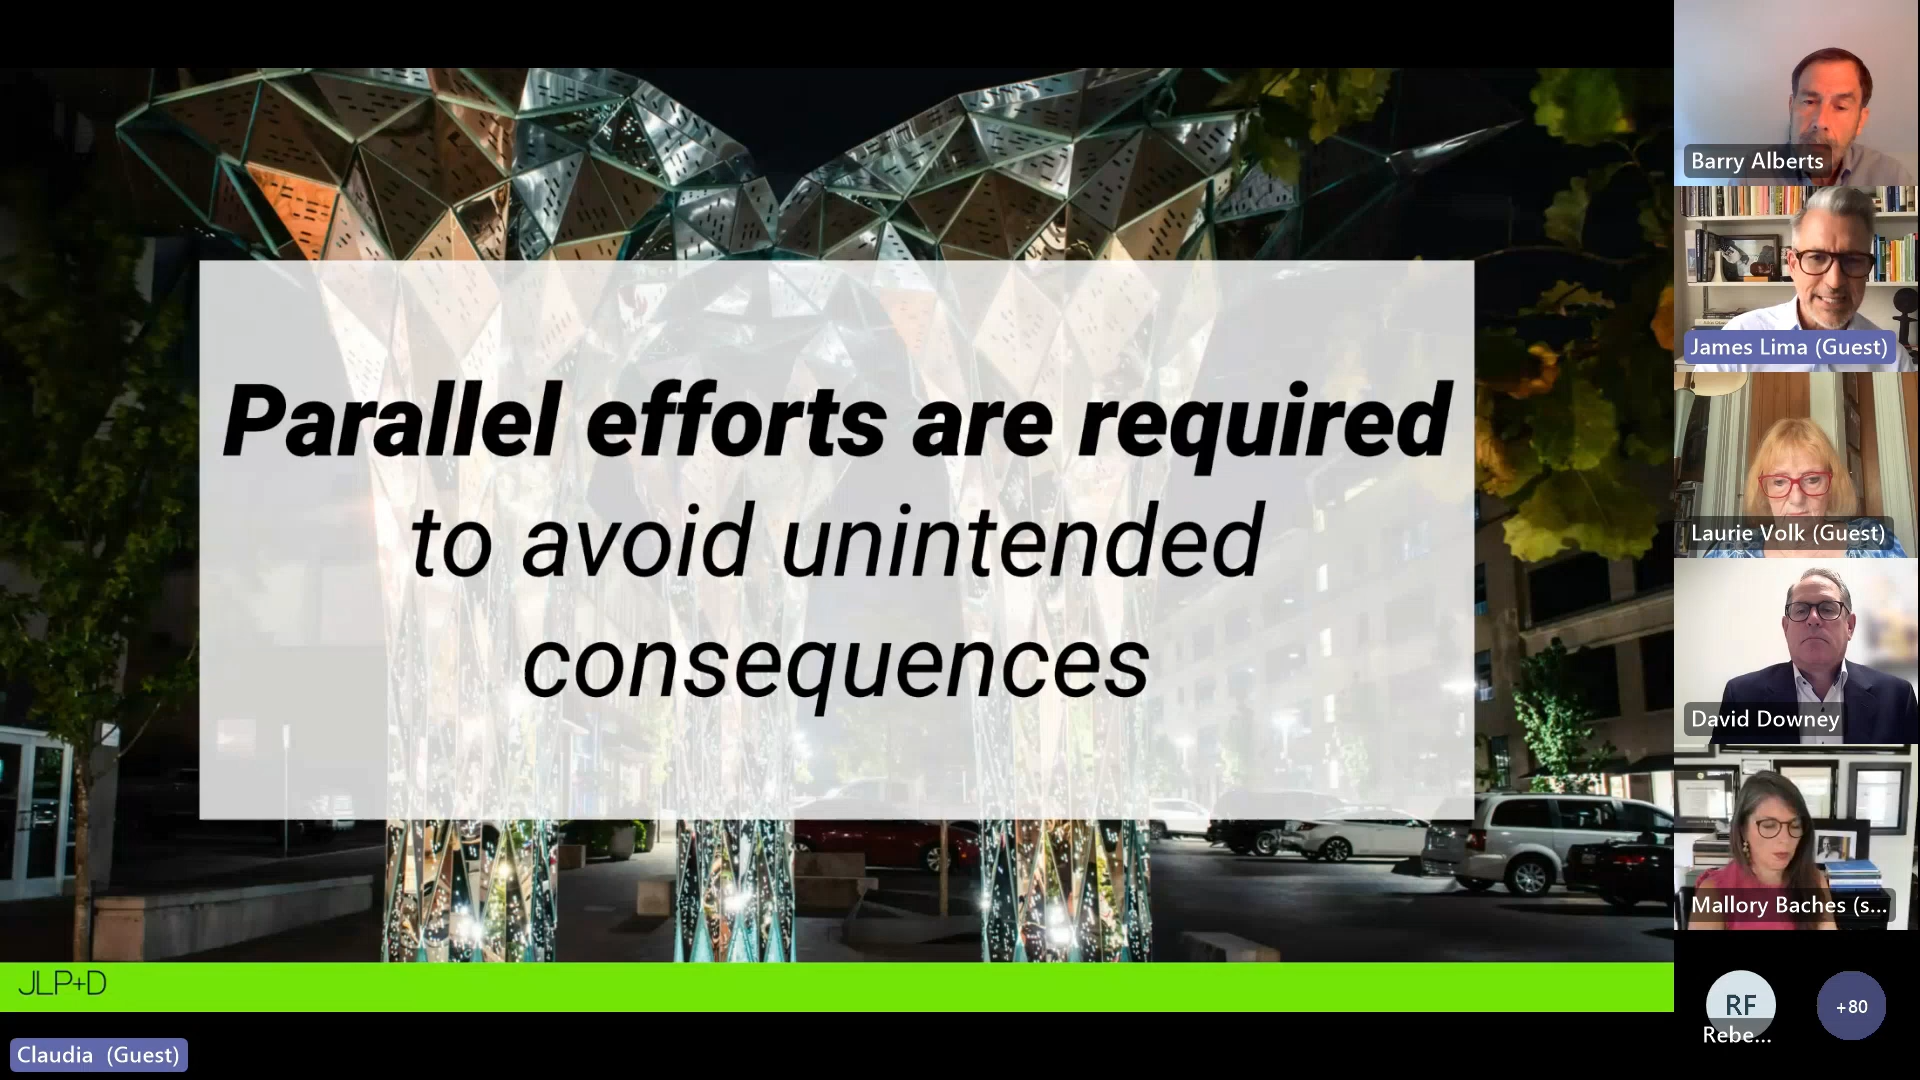 Parallel efforts are required
to avoid unintended
consequences
JLP+D
Claudia (Guest)
Barry Alberts
James Lima (Guest)
Laurie Volk (Guest)
David Downey
Mallory Baches (s...
RF
Rebe...
+80